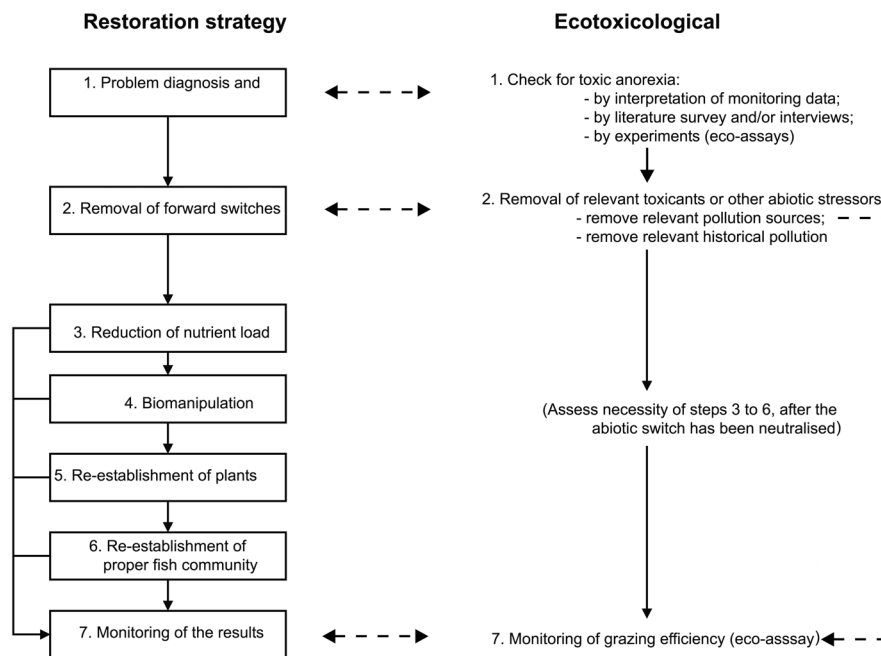 Restoration strategy
1. Problem diagnosis and
2. Removal of forward switches
3. Reduction of nutrient load
4. Biomanipulation
5. Re-establishment of plants
6. Re-establishment of
proper fish community
7. Monitoring of the results
Ecotoxicological
1. Check for toxic anorexia:
- by interpretation of monitoring data;
- by literature survey and/or interviews;
- by experiments (eco-assays)
2. Removal of relevant toxicants or other abiotic stressors
- remove relevant pollution sources;
- remove relevant historical pollution
(Assess necessity of steps 3 to 6, after the
abiotic switch has been neutralised)
7. Monitoring of grazing efficiency (eco-asssay)